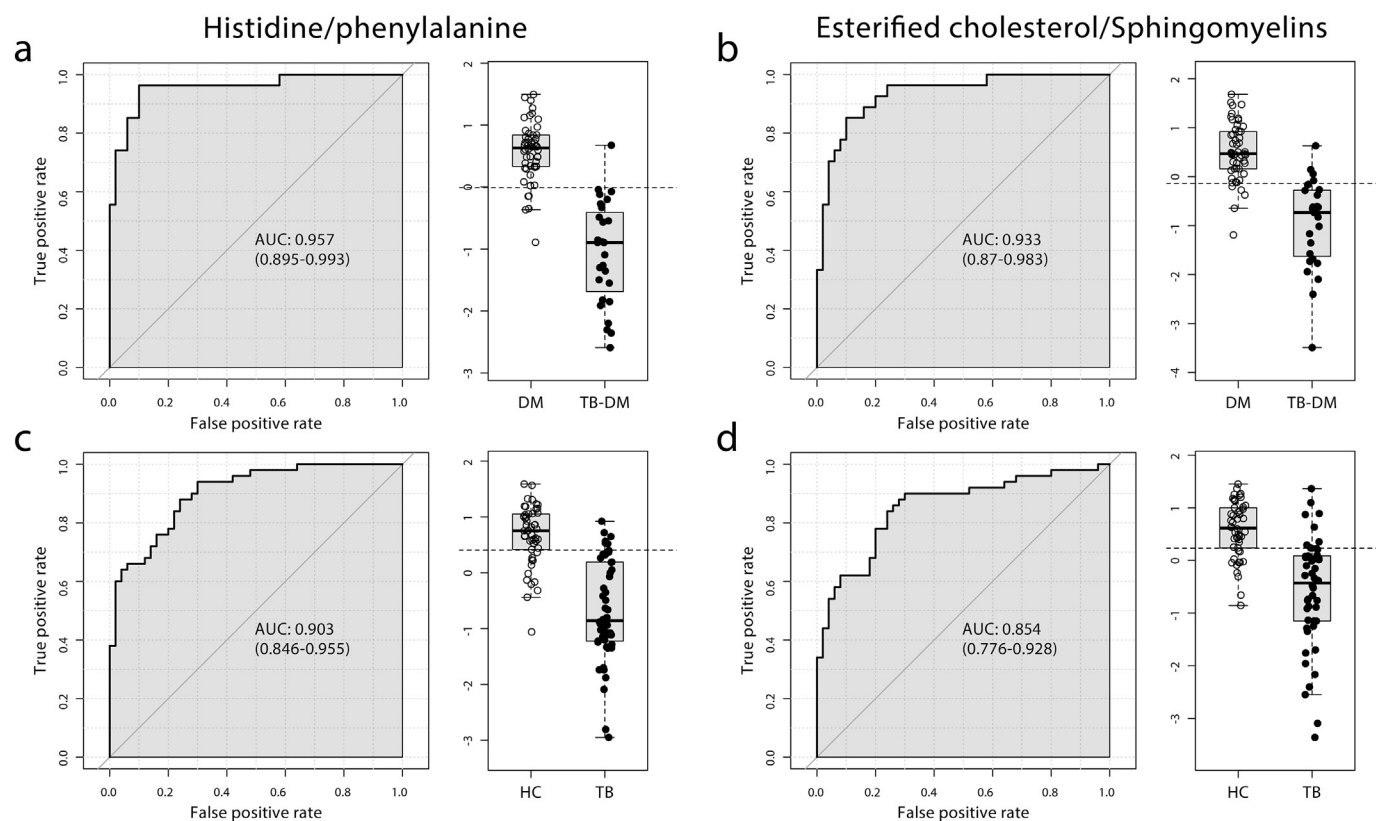 Histidine/phenylalanine
Esterified cholesterol/Sphingomyelins
a
1.0
0.8
0.6
0.4
0.2
0.0
True positive rate
AUC: 0.957
(0.895-0.993)
0.0 0.2 0.4 0.6 0.8 1.0
False positive rate
2
1
0
-1
-2
-3
DM TB-DM
b
1.0
0.8
0.6
0.4
0.2
0.0
True positive rate
AUC: 0.933
(0.87-0.983)
0.0 0.2 0.4 0.6 0.8 1.0
False positive rate
2
1
0
-1
-2
-3
-4
DM TB-DM
c
1.0
0.8
0.6
0.4
0.2
0.0
True positive rate
AUC: 0.903
(0.846-0.955)
0.0 0.2 0.4 0.6 0.8 1.0
False positive rate
2
1
0
-1
-2
-3
HC TB
d
1.0
0.8
0.6
0.4
0.2
0.0
True positive rate
AUC: 0.854
(0.776-0.928)
0.0 0.2 0.4 0.6 0.8 1.0
False positive rate
2
1
0
-1
-2
-3
HC TB